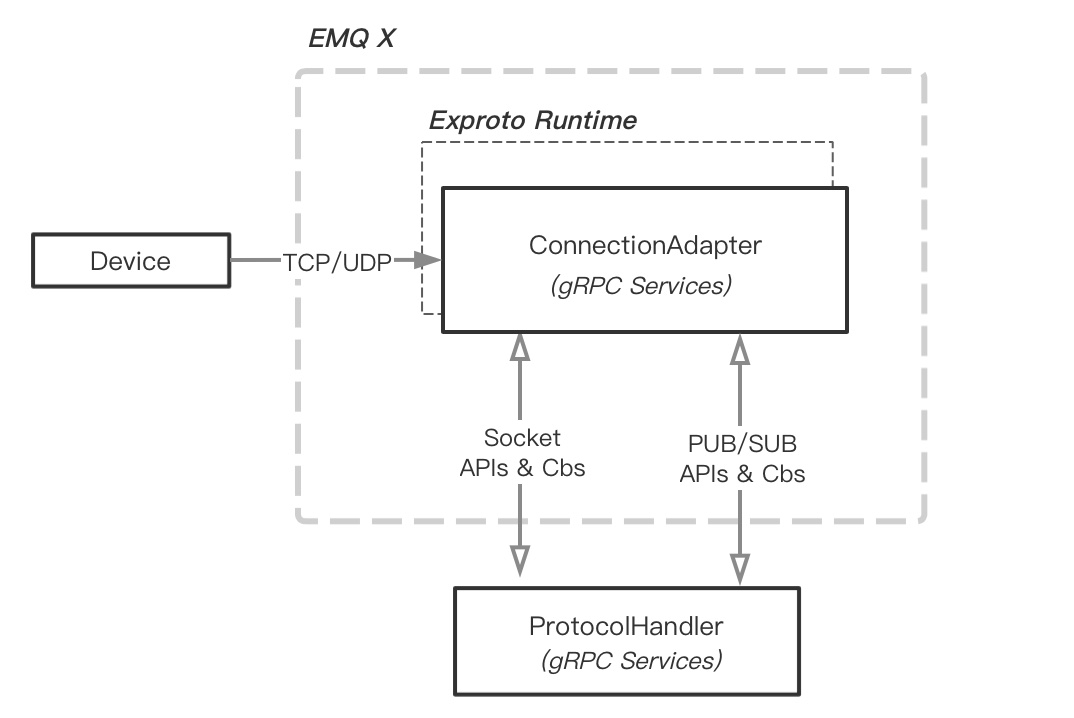 EMQ X
Exproto Runtime
ConnectionAdapter
(gRPC Services)
Device
TCP/UDP
Socket
APIs & Cbs
PUB/SUB
APIs & Cbs
ProtocolHandler
(gRPC Services)